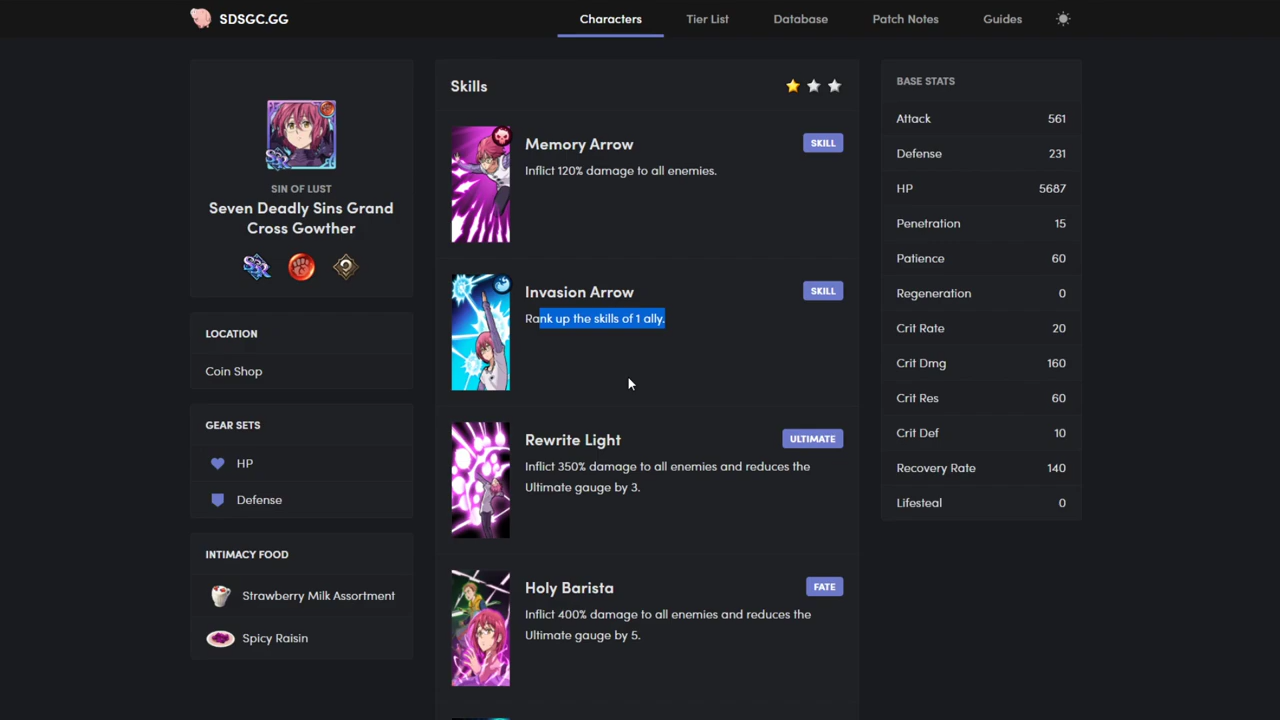 SDSGC.GG
Characters
Tier List
Database
Patch Notes
Guides
SR
SIN OF LUST
Seven Deadly Sins Grand
Cross Gowther
SR
LOCATION
Coin Shop
GEAR SETS
HP
Defense
INTIMACY FOOD
Strawberry Milk Assortment
Spicy Raisin
Skills
Memory Arrow
SKILL
Inflict 120% damage to all enemies.
Invasion Arrow
SKILL
Rank up the skills of 1 ally.
Rewrite Light
ULTIMATE
Inflict 350% damage to all enemies and reduces the
Ultimate gauge by 3.
Holy Barista
FATE
Inflict 400% damage to all enemies and reduces the
Ultimate gauge by 5.
BASE STATS
Attack 561
Defense 231
HP 5687
Penetration 15
Patience 60
Regeneration 0
Crit Rate 20
Crit Dmg 160
Crit Res 60
Crit Def 10
Recovery Rate 140
Lifesteal 0